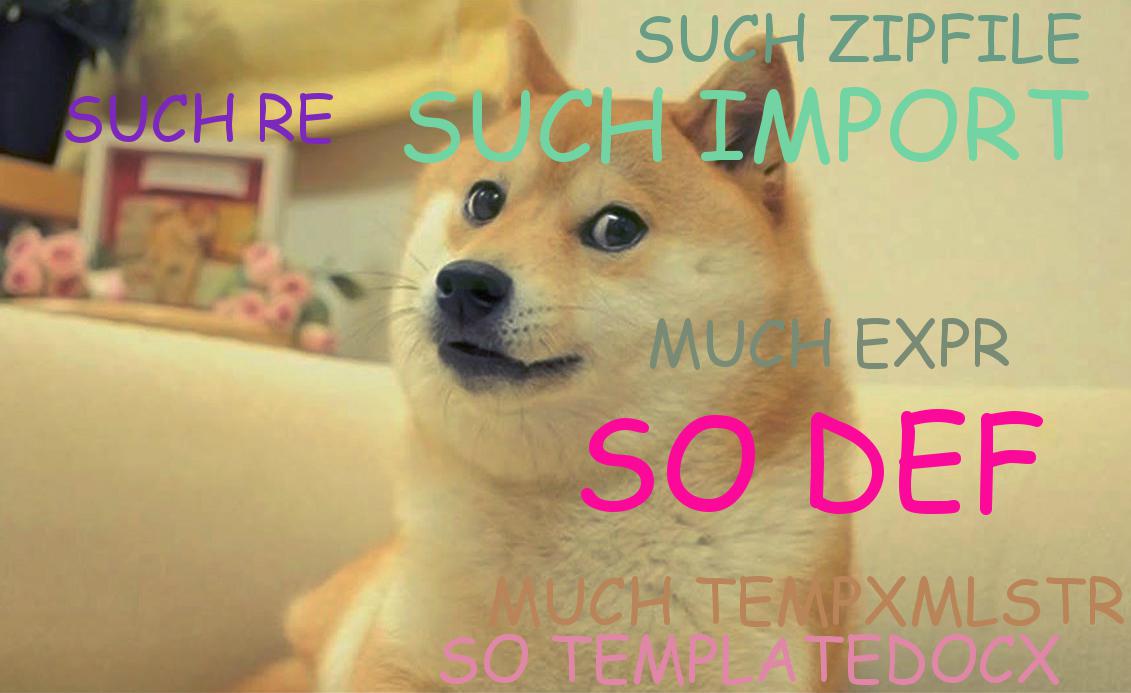 SUCH ZIPFILE
SUCH RE
SUCH IMPORT
MUCH EXPR
SO DEF
MUCH TEMPXMLSTR
SO TEMPLATEDOCX